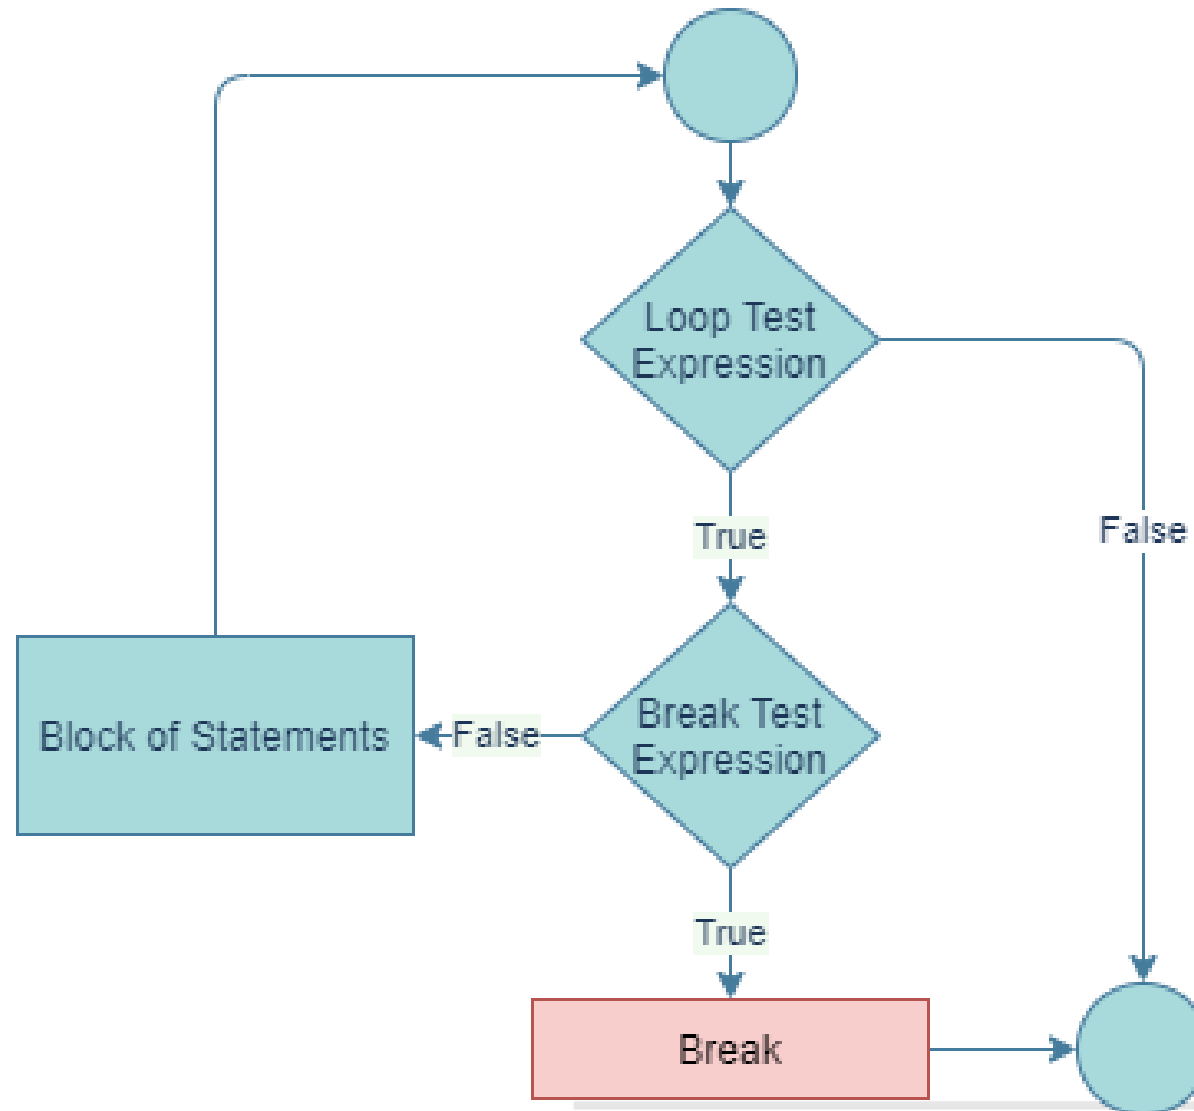 Loop Test
Expression
True
False
Break Test
Expression
False
Block of Statements
True
Break